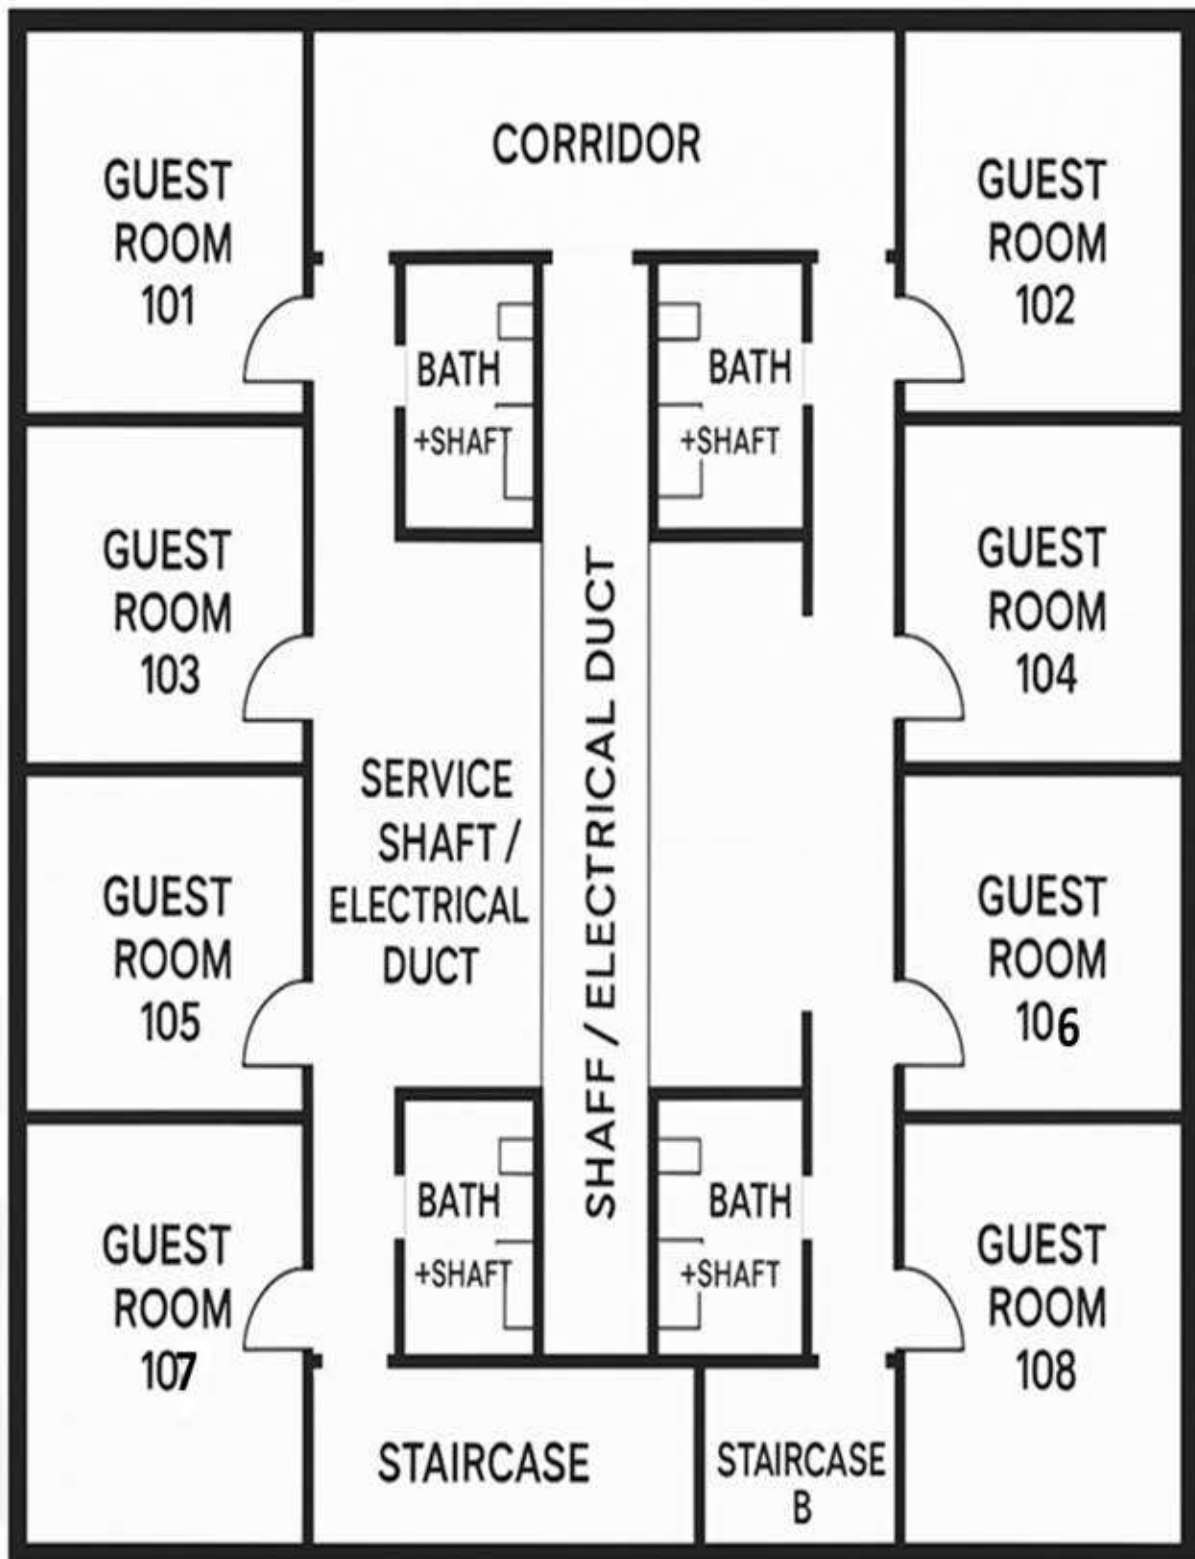 CORRIDOR
GUEST
ROOM
101
GUEST
ROOM
102
BATH
+SHAFT
BATH
+SHAFT
GUEST
ROOM
103
GUEST
ROOM
104
SERVICE
SHAFT /
ELECTRICAL
DUCT
SHAFF / ELECTRICAL DUCT
GUEST
ROOM
105
GUEST
ROOM
106
BATH
+SHAFT
BATH
+SHAFT
GUEST
ROOM
107
GUEST
ROOM
108
STAIRCASE
STAIRCASE
B